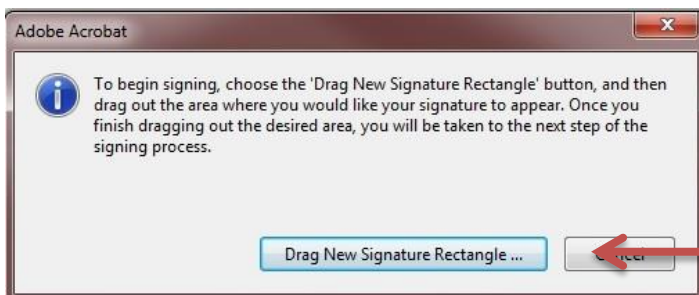 Adobe Acrobat
To begin signing, choose the 'Drag New Signature Rectangle' button, and then
drag out the area where you would like your signature to appear. Once you
finish dragging out the desired area, you will be taken to the next step of the
signing process.
Drag New Signature Rectangle ...
Cancel